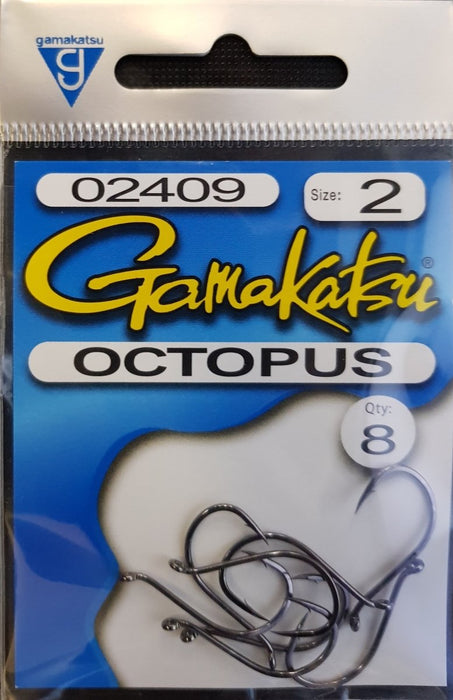 gamakatsu
g
02409
Size: 2
Gamakatsu®
OCTOPUS
Qty:
8